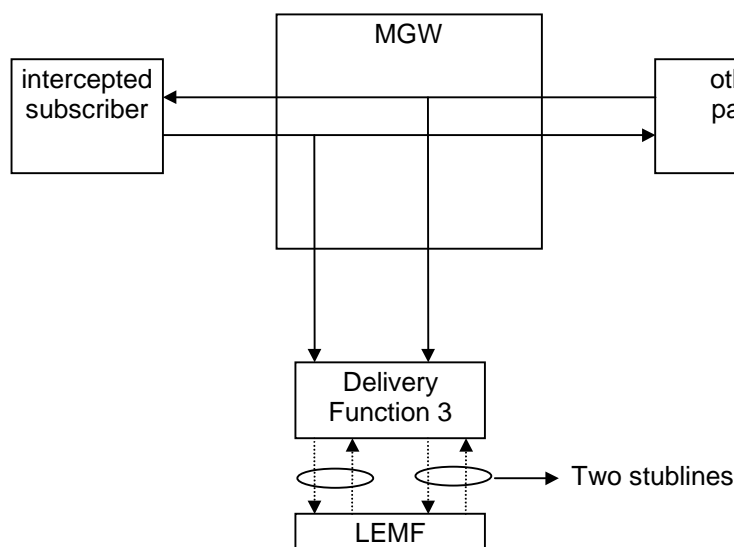 MGW
intercepted
subscriber
Delivery
Function 3
Two stublines
LEMF